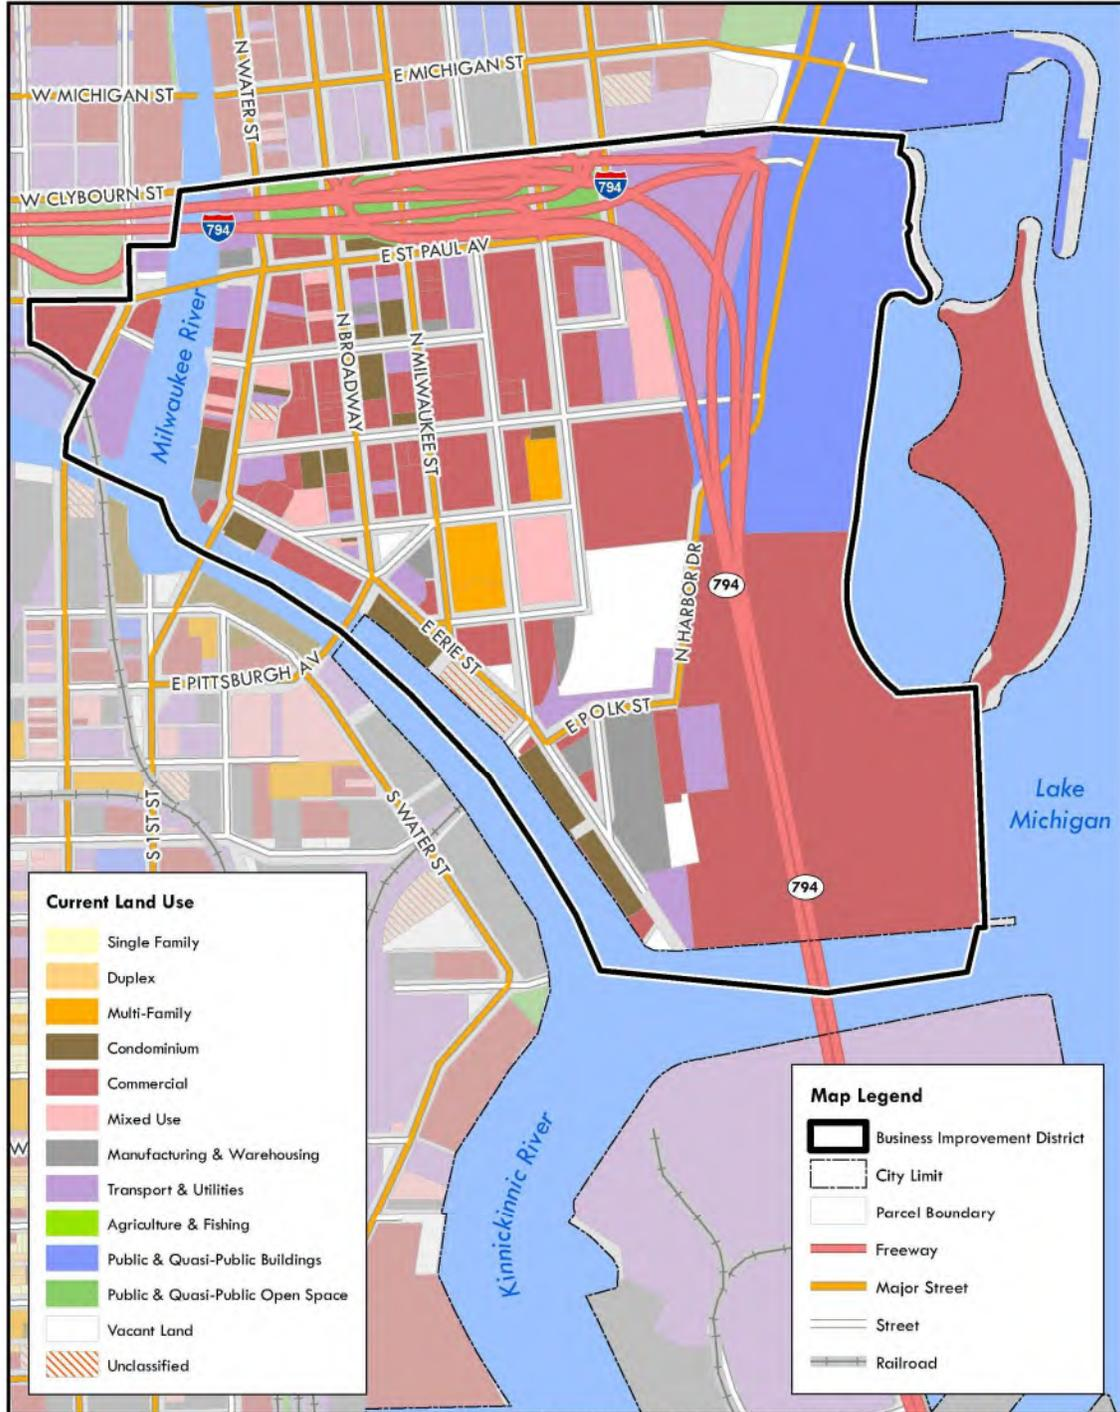 N WATER ST
E MICHIGAN ST
W MICHIGAN ST
W CLYBOURN ST
794
794
E ST PAUL AV
Milwaukee River
N BROADWAY
N MILWAUKEE ST
N HARBOR DR
794
E ERIE ST
E PITTSBURGH AV
E POLK ST
S 1ST ST
S WATER ST
Lake
Michigan
794
Kinnickinnic River
W
Current Land Use
Single Family
Duplex
Multi-Family
Condominium
Commercial
Mixed Use
Manufacturing & Warehousing
Transport & Utilities
Agriculture & Fishing
Public & Quasi-Public Buildings
Public & Quasi-Public Open Space
Vacant Land
Unclassified
Map Legend
Business Improvement District
City Limit
Parcel Boundary
Freeway
Major Street
Street
Railroad